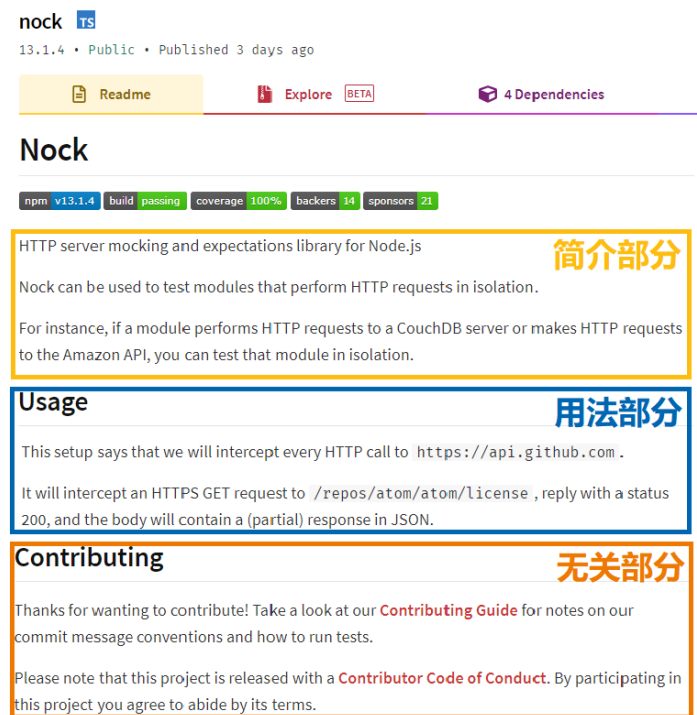 nock TS
13.1.4 • Public • Published 3 days ago
Readme Explore BETA 4 Dependencies
Nock
npm v13.1.4 build passing coverage 100% backers 14 sponsors 21
HTTP server mocking and expectations library for Node.js
简介部分
Nock can be used to test modules that perform HTTP requests in isolation.
For instance, if a module performs HTTP requests to a CouchDB server or makes HTTP requests
to the Amazon API, you can test that module in isolation.
Usage
用法部分
This setup says that we will intercept every HTTP call to https://api.github.com .
It will intercept an HTTPS GET request to /repos/atom/atom/license , reply with a status
200, and the body will contain a (partial) response in JSON.
Contributing
无关部分
Thanks for wanting to contribute! Take a look at our Contributing Guide for notes on our
commit message conventions and how to run tests.
Please note that this project is released with a Contributor Code of Conduct. By participating in
this project you agree to abide by its terms.